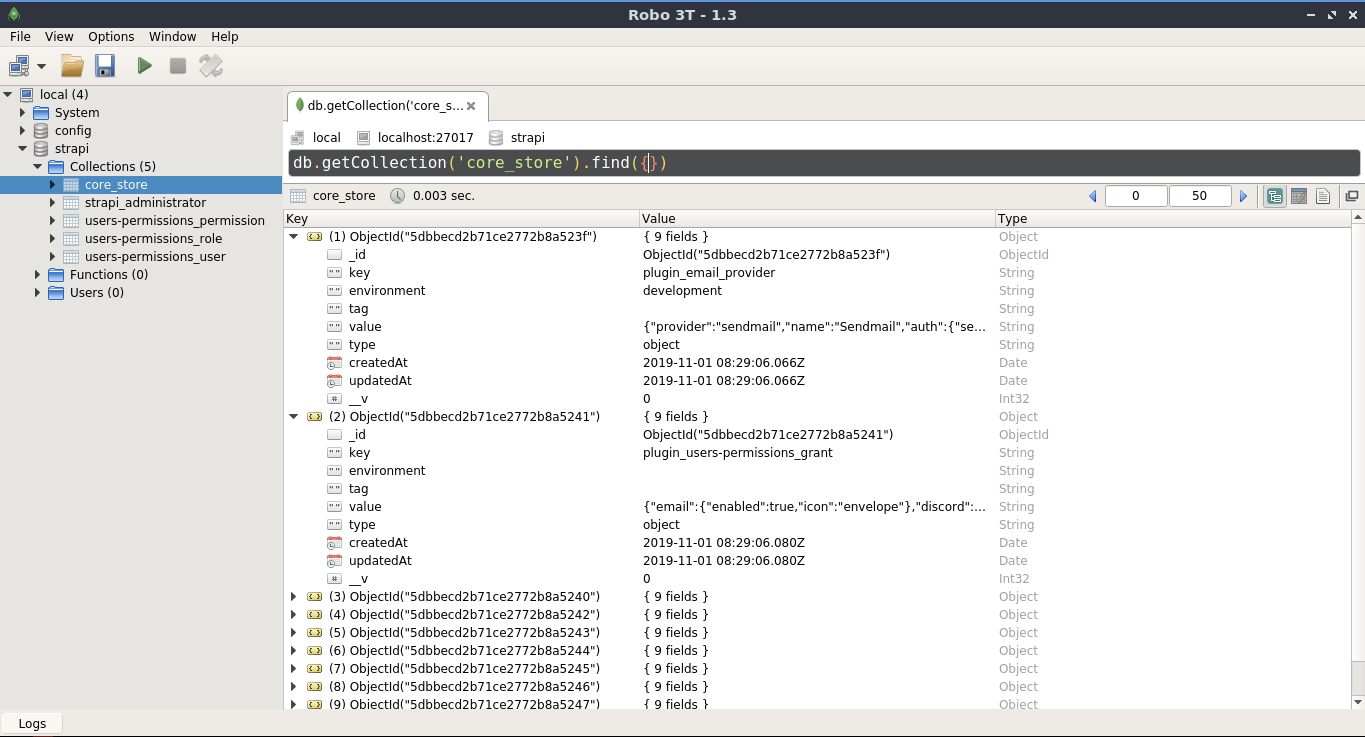 Robo 3T - 1.3
File View Options Window Help
local (4)
System
config
strapi
Collections (5)
core_store
strapi_administrator
users-permissions_permission
users-permissions_role
users-permissions_user
Functions (0)
Users (0)
db.getCollection('core_s...
local localhost:27017 strapi
db.getCollection('core_store').find({})
core_store 0.003 sec. 0 50
Key Value Type
(1) ObjectId("5dbbecd2b71ce2772b8a523f") { 9 fields } Object
_id ObjectId("5dbbecd2b71ce2772b8a523f") ObjectId
key plugin_email_provider String
environment development String
tag String
value {"provider":"sendmail","name":"Sendmail","auth":{"se... String
type object String
createdAt 2019-11-01 08:29:06.066Z Date
updatedAt 2019-11-01 08:29:06.066Z Date
__v 0 Int32
(2) ObjectId("5dbbecd2b71ce2772b8a5241") { 9 fields } Object
_id ObjectId("5dbbecd2b71ce2772b8a5241") ObjectId
key plugin_users-permissions_grant String
environment String
tag String
value {"email":{"enabled":true,"icon":"envelope"},"discord":... String
type object String
createdAt 2019-11-01 08:29:06.080Z Date
updatedAt 2019-11-01 08:29:06.080Z Date
__v 0 Int32
(3) ObjectId("5dbbecd2b71ce2772b8a5240") { 9 fields } Object
(4) ObjectId("5dbbecd2b71ce2772b8a5242") { 9 fields } Object
(5) ObjectId("5dbbecd2b71ce2772b8a5243") { 9 fields } Object
(6) ObjectId("5dbbecd2b71ce2772b8a5244") { 9 fields } Object
(7) ObjectId("5dbbecd2b71ce2772b8a5245") { 9 fields } Object
(8) ObjectId("5dbbecd2b71ce2772b8a5246") { 9 fields } Object
(9) ObjectId("5dbbecd2b71ce2772b8a5247") { 9 fields } Object
Logs